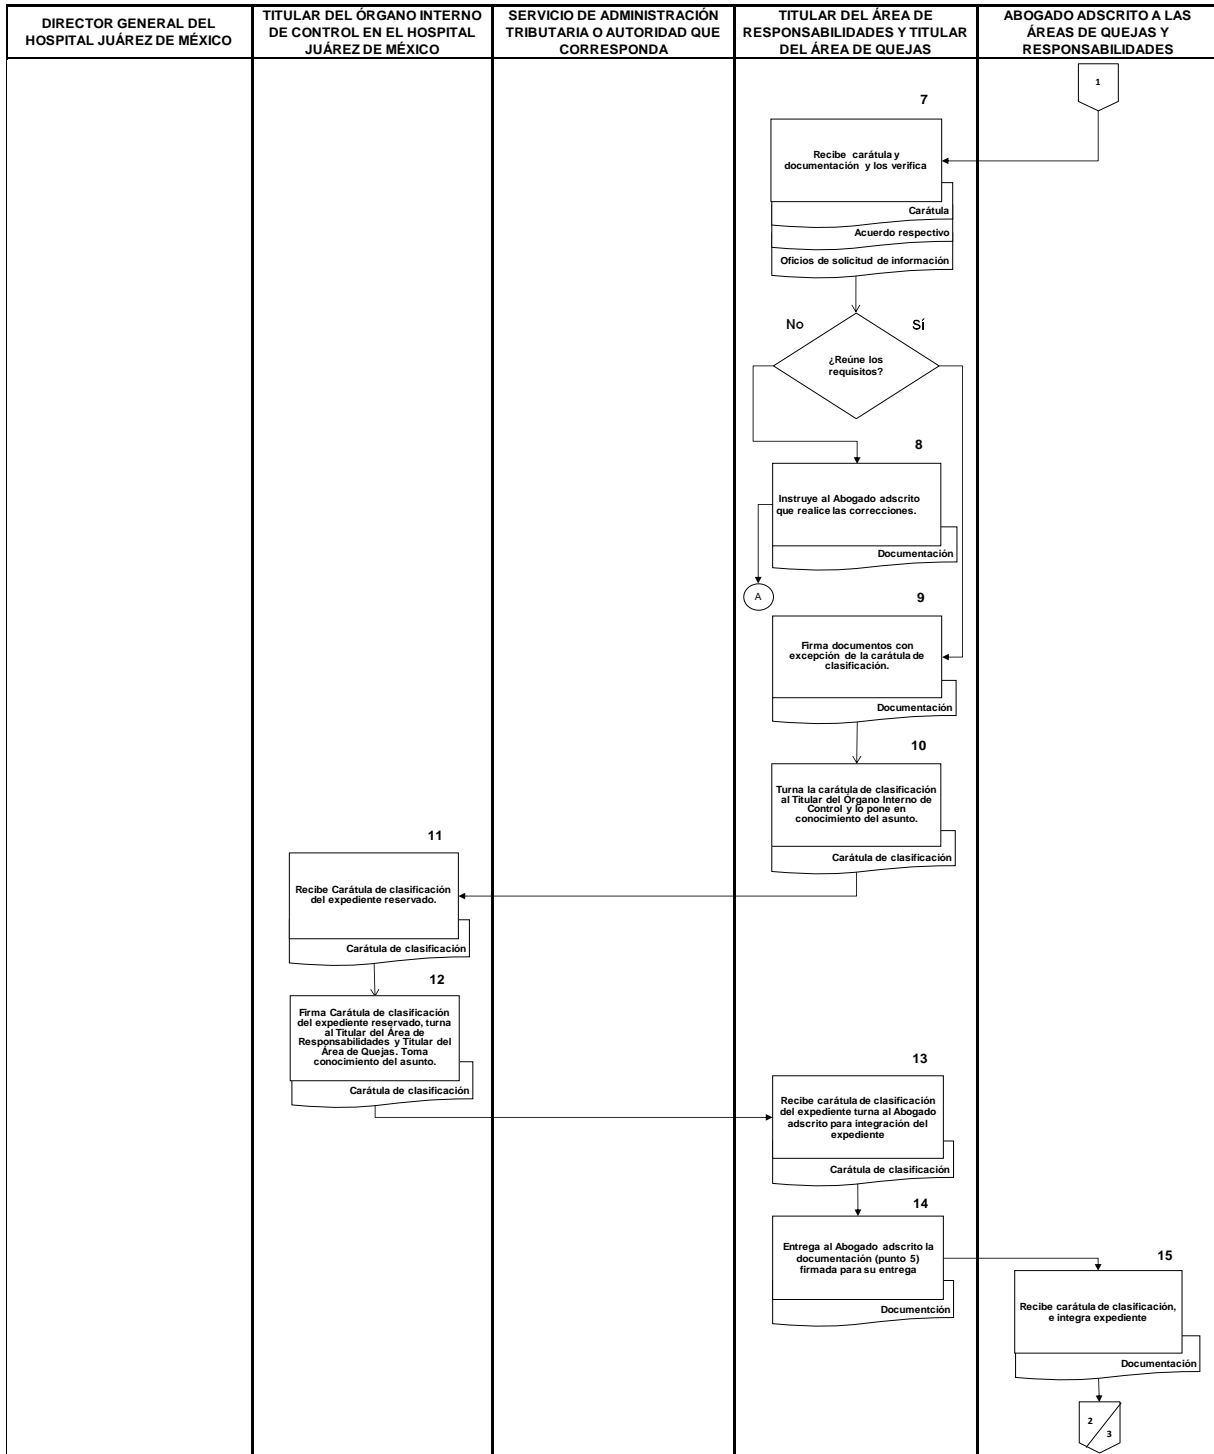 DIRECTOR GENERAL DEL
HOSPITAL JUÁREZ DE MÉXICO
TITULAR DEL ÓRGANO INTERNO
DE CONTROL EN EL HOSPITAL
JUÁREZ DE MÉXICO
SERVICIO DE ADMINISTRACIÓN
TRIBUTARIA O AUTORIDAD QUE
CORRESPONDA
TITULAR DEL ÁREA DE
RESPONSABILIDADES Y TITULAR
DEL ÁREA DE QUEJAS
ABOGADO ADSCRITO A LAS
ÁREAS DE QUEJAS Y
RESPONSABILIDADES
1
7
Recibe carátula y
documentación y los verifica
Carátula
Acuerdo respectivo
Oficios de solicitud de información
No
Sí
¿Reúne los
requisitos?
8
Instruye al Abogado adscrito
que realice las correcciones.
Documentación
A
9
Firma documentos con
excepción de la carátula de
clasificación.
Documentación
10
Turna la carátula de clasificación
al Titular del Órgano Interno de
Control y lo pone en
conocimiento del asunto.
Carátula de clasificación
11
Recibe Carátula de clasificación
del expediente reservado.
Carátula de clasificación
12
Firma Carátula de clasificación
del expediente reservado, turna
al Titular del Área de
Responsabilidades y Titular del
Área de Quejas. Toma
conocimiento del asunto.
Carátula de clasificación
13
Recibe carátula de clasificación
del expediente turna al Abogado
adscrito para integración del
expediente
Carátula de clasificación
14
Entrega al Abogado adscrito la
documentación (punto 5)
firmada para su entrega
Documentción
15
Recibe carátula de clasificación,
e integra expediente
Documentación
2
3